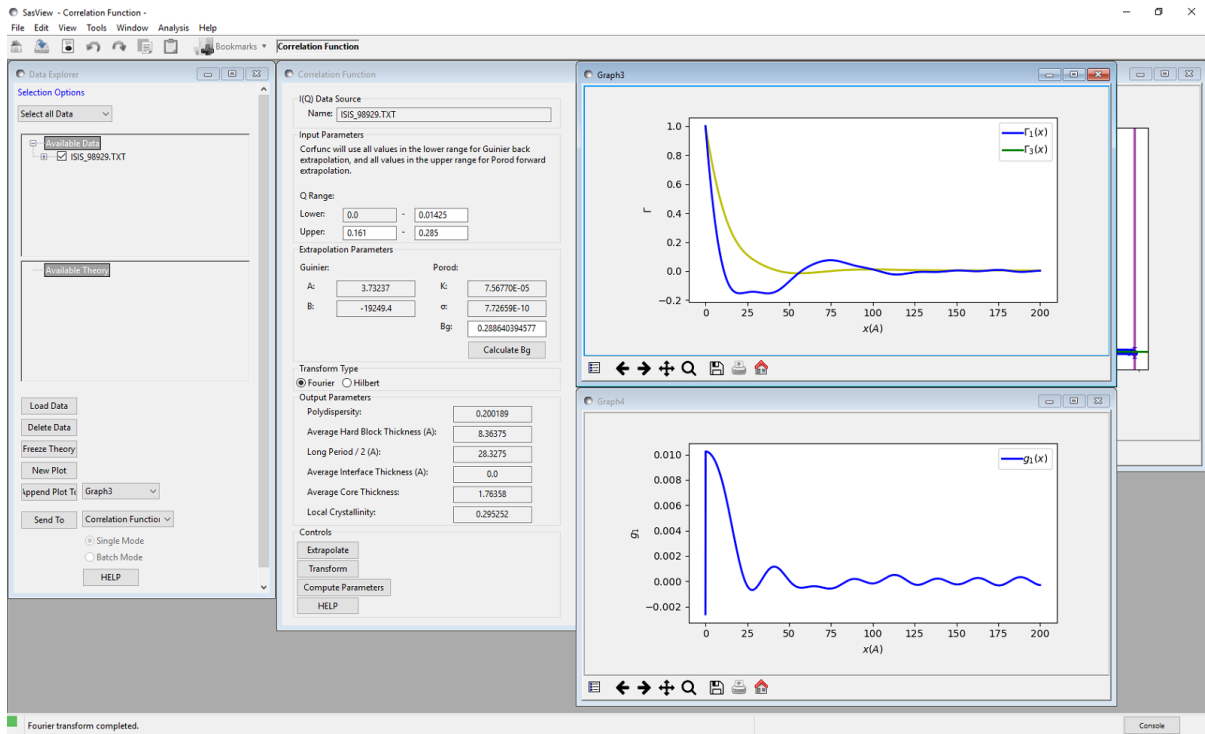 SasView - Correlation Function -
File Edit View Tools Window Analysis Help
Bookmarks Correlation Function
Data Explorer
Selection Options
Select all Data
Available Data
ISIS_98929.TXT
Available Theory
Load Data
Delete Data
Freeze Theory
New Plot
Append Plot To Graph3
Send To Correlation Function
Single Mode
Batch Mode
HELP
Correlation Function
I(Q) Data Source
Name: ISIS_98929.TXT
Input Parameters
Corfunc will use all values in the lower range for Guinier back
extrapolation, and all values in the upper range for Porod forward
extrapolation.
Q Range:
Lower: 0.0 - 0.01425
Upper: 0.161 - 0.285
Extrapolation Parameters
Guinier: Porod:
A: 3.73237 K: 7.56770E-05
B: -19249.4 σ: 7.72659E-10
Bg: 0.288640394577
Calculate Bg
Transform Type
Fourier Hilbert
Output Parameters
Polydispersity: 0.200189
Average Hard Block Thickness (A): 8.36375
Long Period / 2 (A): 28.3275
Average Interface Thickness (A): 0.0
Average Core Thickness: 1.76358
Local Crystallinity: 0.295252
Controls
Extrapolate
Transform
Compute Parameters
HELP
Graph3
Γ₁(x)
Γ₃(x)
Γ
1.0
0.8
0.6
0.4
0.2
0.0
−0.2
0 25 50 75 100 125 150 175 200
x(A)
Graph4
g₁(x)
g₁
0.010
0.008
0.006
0.004
0.002
0.000
−0.002
0 25 50 75 100 125 150 175 200
x(A)
Fourier transform completed.
Console